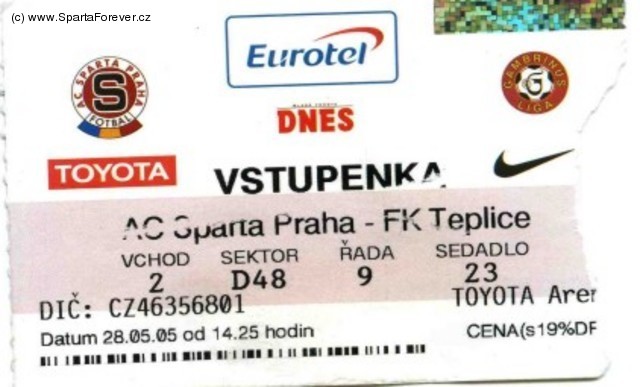 (c) www.SpartaForever.cz
Eurotel
AC SPARTA PRAHA
S
FOTBAL
GAMBRINUS
G
LIGA
DNES
TOYOTA
VSTUPENKA
AC Sparta Praha - FK Teplice
VCHOD SEKTOR ŘADA SEDADLO
2 D48 9 23
DIČ: CZ46356801
TOYOTA Arer
Datum 28.05.05 od 14.25 hodin
CENA(s19%DF